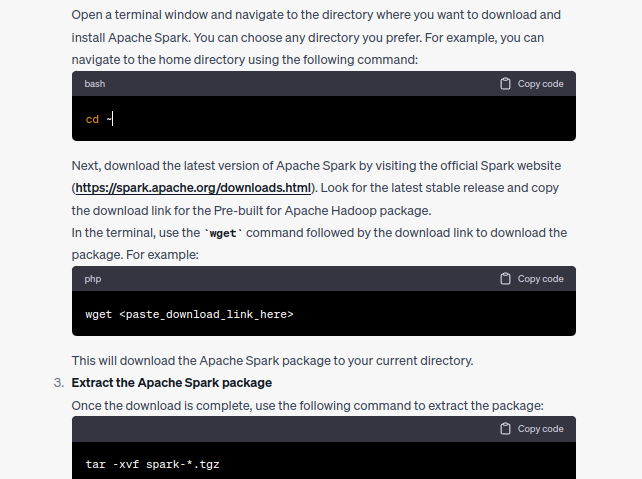 Open a terminal window and navigate to the directory where you want to download and
install Apache Spark. You can choose any directory you prefer. For example, you can
navigate to the home directory using the following command:
bash Copy code
cd ~
Next, download the latest version of Apache Spark by visiting the official Spark website
(https://spark.apache.org/downloads.html). Look for the latest stable release and copy
the download link for the Pre-built for Apache Hadoop package.
In the terminal, use the `wget` command followed by the download link to download the
package. For example:
php Copy code
wget <paste_download_link_here>
This will download the Apache Spark package to your current directory.
3. Extract the Apache Spark package
Once the download is complete, use the following command to extract the package:
Copy code
tar -xvf spark-*.tgz